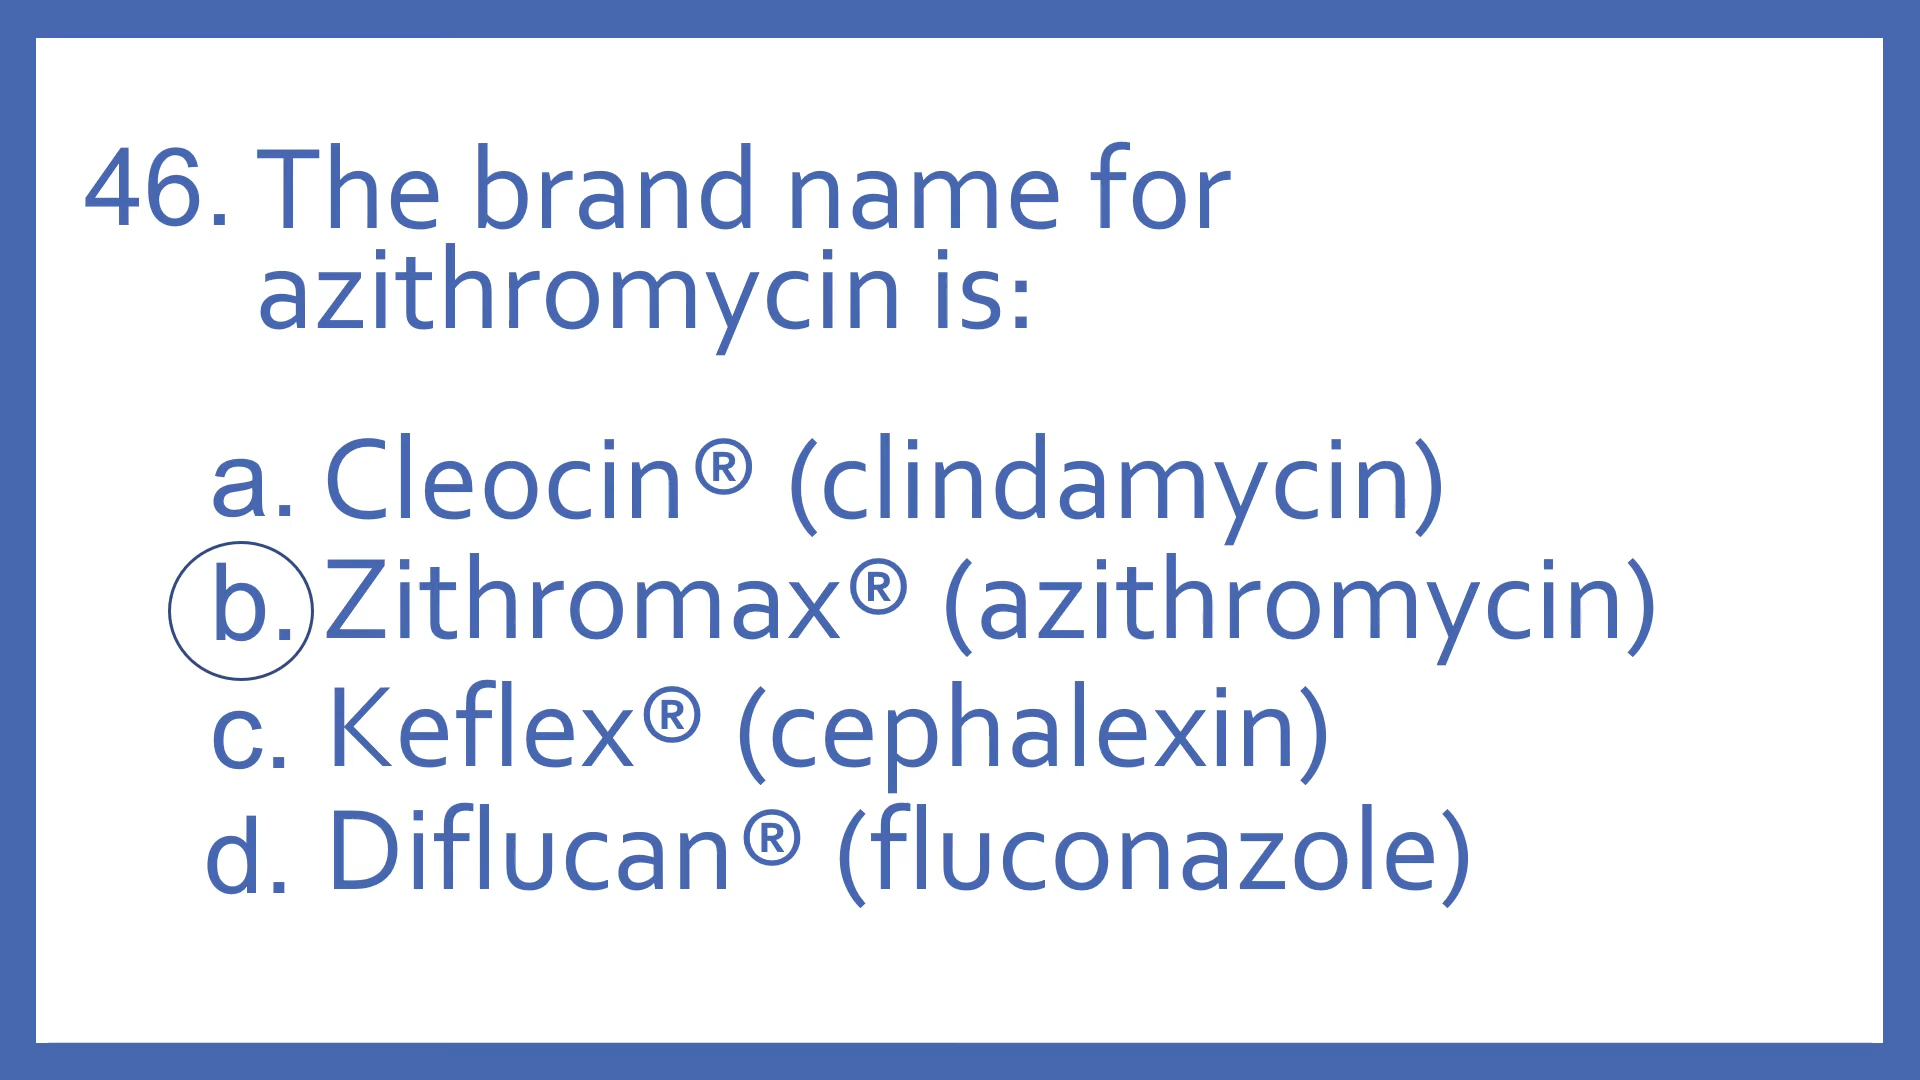 46. The brand name for
azithromycin is:
a. Cleocin® (clindamycin)
b. Zithromax® (azithromycin)
c. Keflex® (cephalexin)
d. Diflucan® (fluconazole)